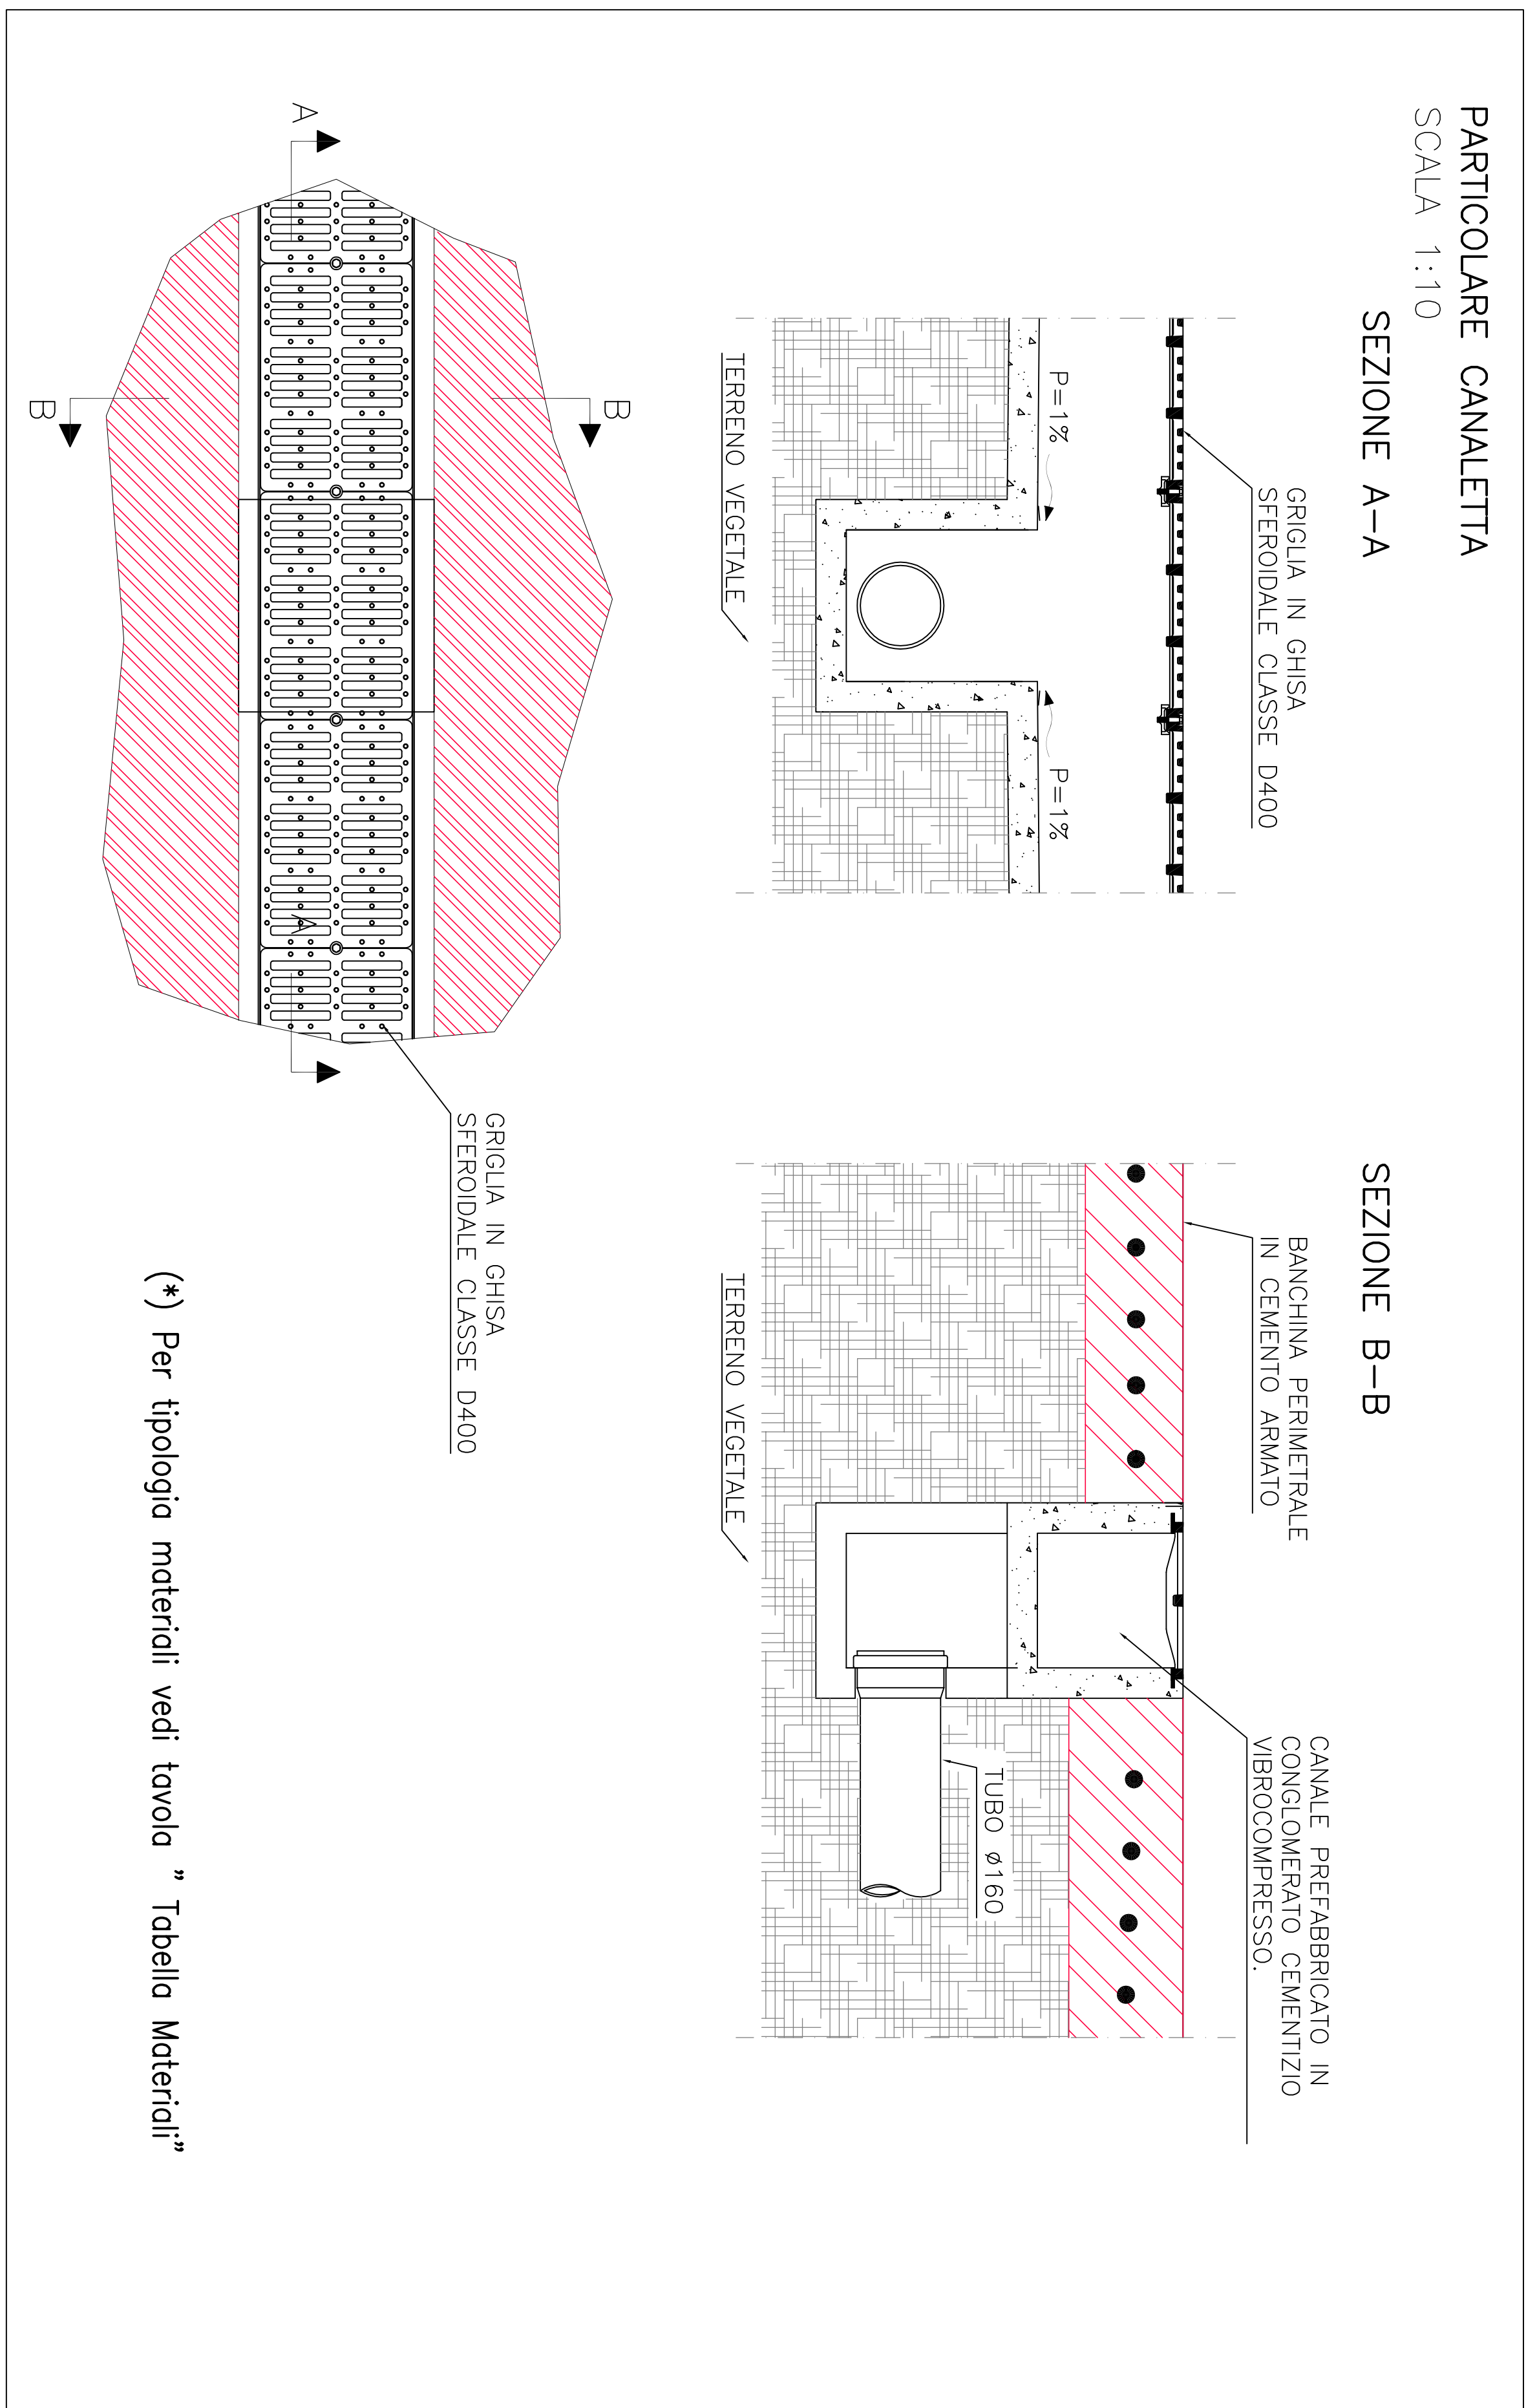 PARTICOLARE CANALETTA
SCALA 1:10
SEZIONE A-A
GRIGLIA IN GHISA
SFEROIDALE CLASSE D400
P=1%
P=1%
TERRENO VEGETALE
SEZIONE B-B
BANCHINA PERIMETRALE
IN CEMENTO ARMATO
CANALE PREFABBRICATO IN
CONGLOMERATO CEMENTIZIO
VIBROCOMPRESSO.
TUBO Ø160
TERRENO VEGETALE
B
B
A
A
GRIGLIA IN GHISA
SFEROIDALE CLASSE D400
(*) Per tipologia materiali vedi tavola " Tabella Materiali"